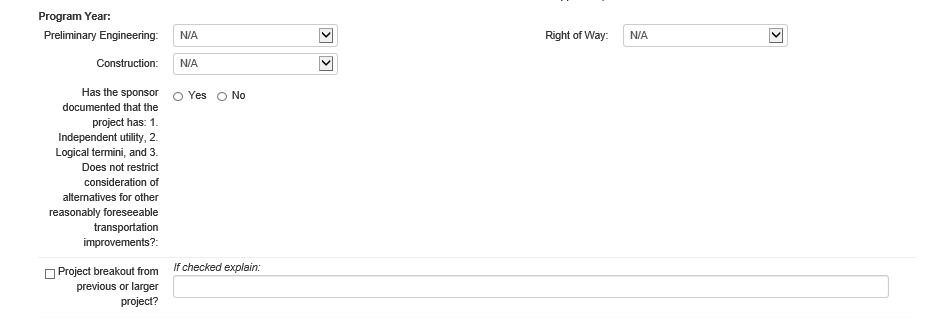 Program Year:
Preliminary Engineering: N/A Right of Way: N/A
Construction: N/A
Has the sponsor
documented that the
project has: 1.
Independent utility, 2.
Logical termini, and 3.
Does not restrict
consideration of
alternatives for other
reasonably foreseeable
transportation
improvements?:
Yes No
Project breakout from
previous or larger
project?
If checked explain: